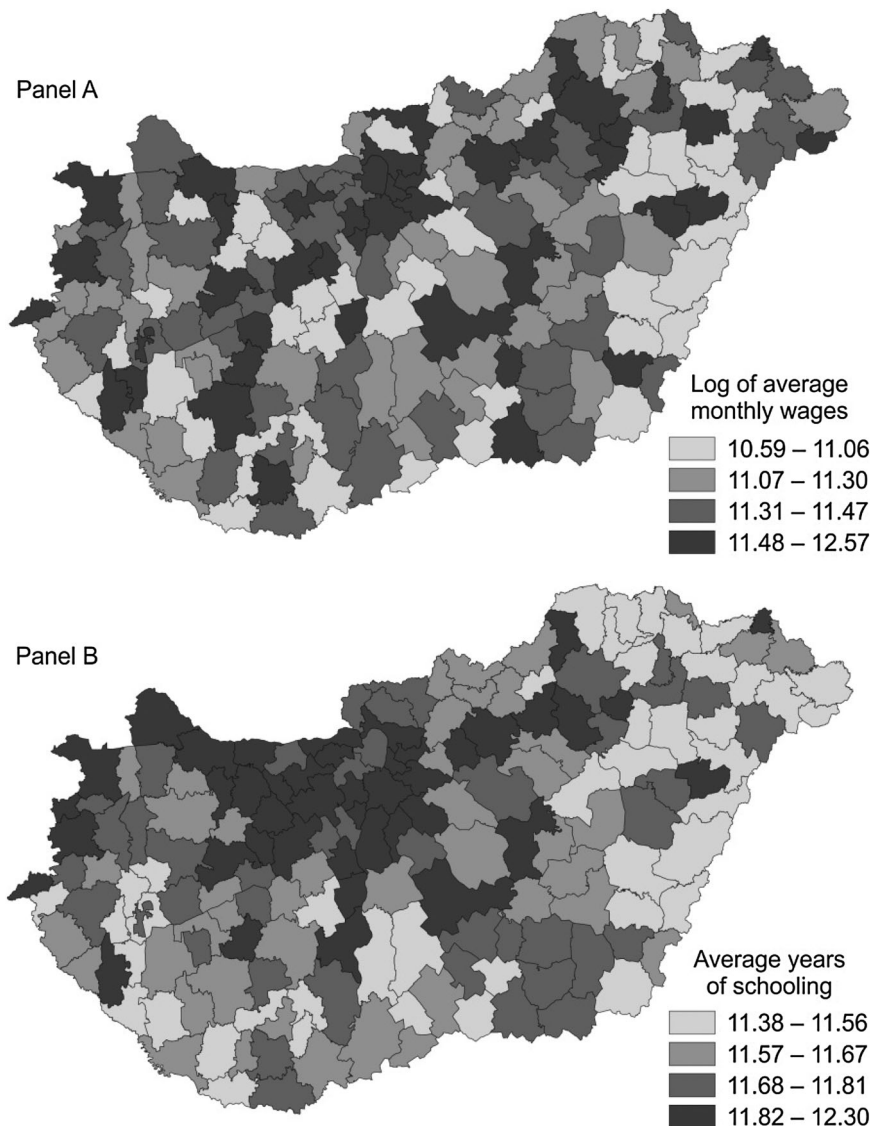 Panel A
Log of average
monthly wages
10.59 – 11.06
11.07 – 11.30
11.31 – 11.47
11.48 – 12.57
Panel B
Average years
of schooling
11.38 – 11.56
11.57 – 11.67
11.68 – 11.81
11.82 – 12.30